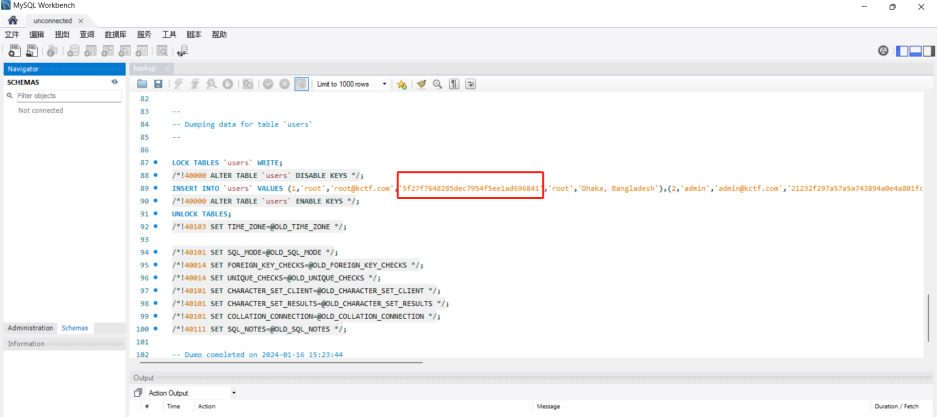 MySQL Workbench
unconnected ×
文件 编辑 视图 查询 数据库 服务 工具 脚本 帮助
Navigator
SCHEMAS
Filter objects
Not connected
Administration Schemas
Information
backup ×
Limit to 1000 rows
82
83 --
84 -- Dumping data for table `users`
85 --
86
87 LOCK TABLES `users` WRITE;
88 /*!40000 ALTER TABLE `users` DISABLE KEYS */;
89 INSERT INTO `users` VALUES (1,'root','root@kctf.com','5f27f7648285dec7954f5ee1ad696841','root','Dhaka, Bangladesh'),(2,'admin','admin@kctf.com','21232f297a57a5a743894a0e4a801fc
90 /*!40000 ALTER TABLE `users` ENABLE KEYS */;
91 UNLOCK TABLES;
92 /*!40103 SET TIME_ZONE=@OLD_TIME_ZONE */;
93
94 /*!40101 SET SQL_MODE=@OLD_SQL_MODE */;
95 /*!40014 SET FOREIGN_KEY_CHECKS=@OLD_FOREIGN_KEY_CHECKS */;
96 /*!40014 SET UNIQUE_CHECKS=@OLD_UNIQUE_CHECKS */;
97 /*!40101 SET CHARACTER_SET_CLIENT=@OLD_CHARACTER_SET_CLIENT */;
98 /*!40101 SET CHARACTER_SET_RESULTS=@OLD_CHARACTER_SET_RESULTS */;
99 /*!40101 SET COLLATION_CONNECTION=@OLD_COLLATION_CONNECTION */;
100 /*!40111 SET SQL_NOTES=@OLD_SQL_NOTES */;
101
102 -- Dump completed on 2024-01-16 15:23:44
Output
Action Output
# Time Action Message Duration / Fetch